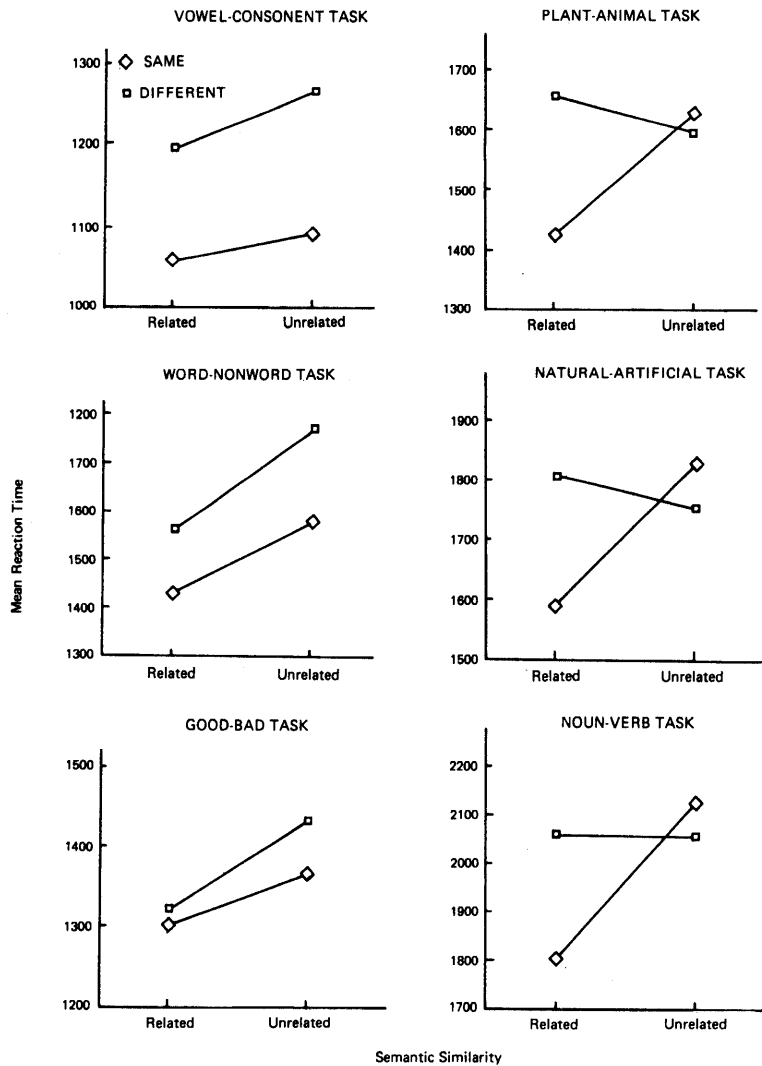 VOWEL-CONSONENT TASK
SAME
DIFFERENT
1300
1200
1100
1000
Related Unrelated
PLANT-ANIMAL TASK
1700
1600
1500
1400
1300
Related Unrelated
WORD-NONWORD TASK
1200
1700
1600
1500
1400
1300
Related Unrelated
NATURAL-ARTIFICIAL TASK
1900
1800
1700
1600
1500
Related Unrelated
GOOD-BAD TASK
1500
1400
1300
1200
Related Unrelated
NOUN-VERB TASK
2200
2100
2000
1900
1800
1700
Related Unrelated
Mean Reaction Time
Semantic Similarity